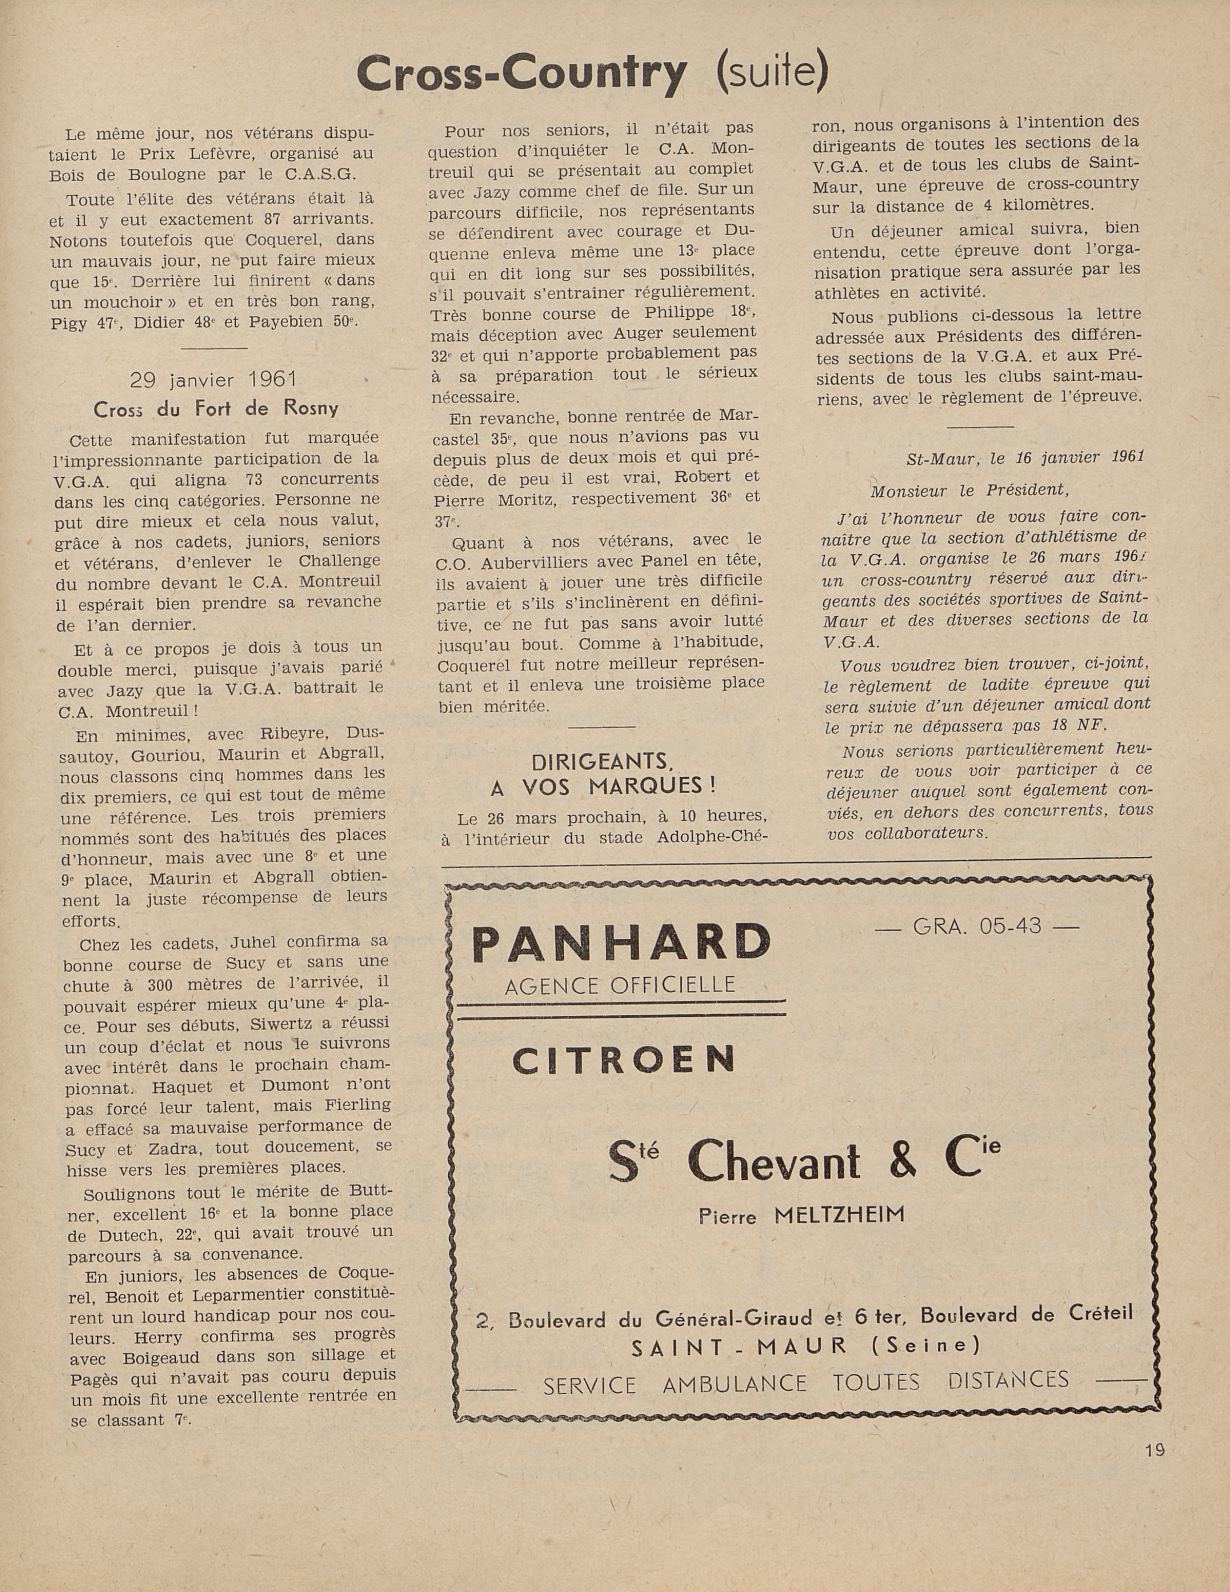 Cross-Country (suite)
Le même jour, nos vétérans dispu-
taient le Prix Lefèvre, organisé au
Bois de Boulogne par le C.A.S.G.
Toute l'élite des vétérans était là
et il y eut exactement 87 arrivants.
Notons toutefois que Coquerel, dans
un mauvais jour, ne put faire mieux
que 15e. Derrière lui finirent « dans
un mouchoir » et en très bon rang,
Pigy 47e, Didier 48e et Payebien 50e.
29 janvier 1961
Cross du Fort de Rosny
Cette manifestation fut marquée
l'impressionnante participation de la
V.G.A. qui aligna 73 concurrents
dans les cinq catégories. Personne ne
put dire mieux et cela nous valut,
grâce à nos cadets, juniors, seniors
et vétérans, d'enlever le Challenge
du nombre devant le C.A. Montreuil
il espérait bien prendre sa revanche
de l'an dernier.
Et à ce propos je dois à tous un
double merci, puisque j'avais parié
avec Jazy que la V.G.A. battrait le
C.A. Montreuil !
En minimes, avec Ribeyre, Dus-
sautoy, Gouriou, Maurin et Abgrall,
nous classons cinq hommes dans les
dix premiers, ce qui est tout de même
une référence. Les trois premiers
nommés sont des habitués des places
d'honneur, mais avec une 8e et une
9e place, Maurin et Abgrall obtien-
nent la juste récompense de leurs
efforts.
Chez les cadets, Juhel confirma sa
bonne course de Sucy et sans une
chute à 300 mètres de l'arrivée, il
pouvait espérer mieux qu'une 4e pla-
ce. Pour ses débuts, Siwertz a réussi
un coup d'éclat et nous le suivrons
avec intérêt dans le prochain cham-
pionnat. Haquet et Dumont n'ont
pas forcé leur talent, mais Fierling
a effacé sa mauvaise performance de
Sucy et Zadra, tout doucement, se
hisse vers les premières places.
Soulignons tout le mérite de Butt-
ner, excellent 16e et la bonne place
de Dutech, 22e, qui avait trouvé un
parcours à sa convenance.
En juniors, les absences de Coque-
rel, Benoit et Leparmentier constituè-
rent un lourd handicap pour nos cou-
leurs. Herry confirma ses progrès
avec Boigeaud dans son sillage et
Pagès qui n'avait pas couru depuis
un mois fit une excellente rentrée en
se classant 7e.
Pour nos seniors, il n'était pas
question d'inquiéter le C.A. Mon-
treuil qui se présentait au complet
avec Jazy comme chef de file. Sur un
parcours difficile, nos représentants
se défendirent avec courage et Du-
quenne enleva même une 13e place
qui en dit long sur ses possibilités,
s'il pouvait s'entrainer régulièrement.
Très bonne course de Philippe 18e,
mais déception avec Auger seulement
32e et qui n'apporte probablement pas
à sa préparation tout le sérieux
nécessaire.
En revanche, bonne rentrée de Mar-
castel 35e, que nous n'avions pas vu
depuis plus de deux mois et qui pré-
cède, de peu il est vrai, Robert et
Pierre Moritz, respectivement 36e et
37e.
Quant à nos vétérans, avec le
C.O. Aubervilliers avec Panel en tête,
ils avaient à jouer une très difficile
partie et s'ils s'inclinèrent en défini-
tive, ce ne fut pas sans avoir lutté
jusqu'au bout. Comme à l'habitude,
Coquerel fut notre meilleur représen-
tant et il enleva une troisième place
bien méritée.
DIRIGEANTS,
A VOS MARQUES !
Le 26 mars prochain, à 10 heures,
à l'intérieur du stade Adolphe-Ché-
ron, nous organisons à l'intention des
dirigeants de toutes les sections de la
V.G.A. et de tous les clubs de Saint-
Maur, une épreuve de cross-country
sur la distance de 4 kilomètres.
Un déjeuner amical suivra, bien
entendu, cette épreuve dont l'orga-
nisation pratique sera assurée par les
athlètes en activité.
Nous publions ci-dessous la lettre
adressée aux Présidents des différen-
tes sections de la V.G.A. et aux Pré-
sidents de tous les clubs saint-mau-
riens, avec le règlement de l'épreuve.
St-Maur, le 16 janvier 1961
Monsieur le Président,
J'ai l'honneur de vous faire con-
naître que la section d'athlétisme de
la V.G.A. organise le 26 mars 1961
un cross-country réservé aux diri-
geants des sociétés sportives de Saint-
Maur et des diverses sections de la
V.G.A.
Vous voudrez bien trouver, ci-joint,
le règlement de ladite épreuve qui
sera suivie d'un déjeuner amical dont
le prix ne dépassera pas 18 NF.
Nous serions particulièrement heu-
reux de vous voir participer à ce
déjeuner auquel sont également con-
viés, en dehors des concurrents, tous
vos collaborateurs.
PANHARD
— GRA. 05-43 —
AGENCE OFFICIELLE
CITROEN
Sté Chevant & Cie
Pierre MELTZHEIM
2, Boulevard du Général-Giraud et 6 ter, Boulevard de Créteil
SAINT-MAUR (Seine)
— SERVICE AMBULANCE TOUTES DISTANCES —
19